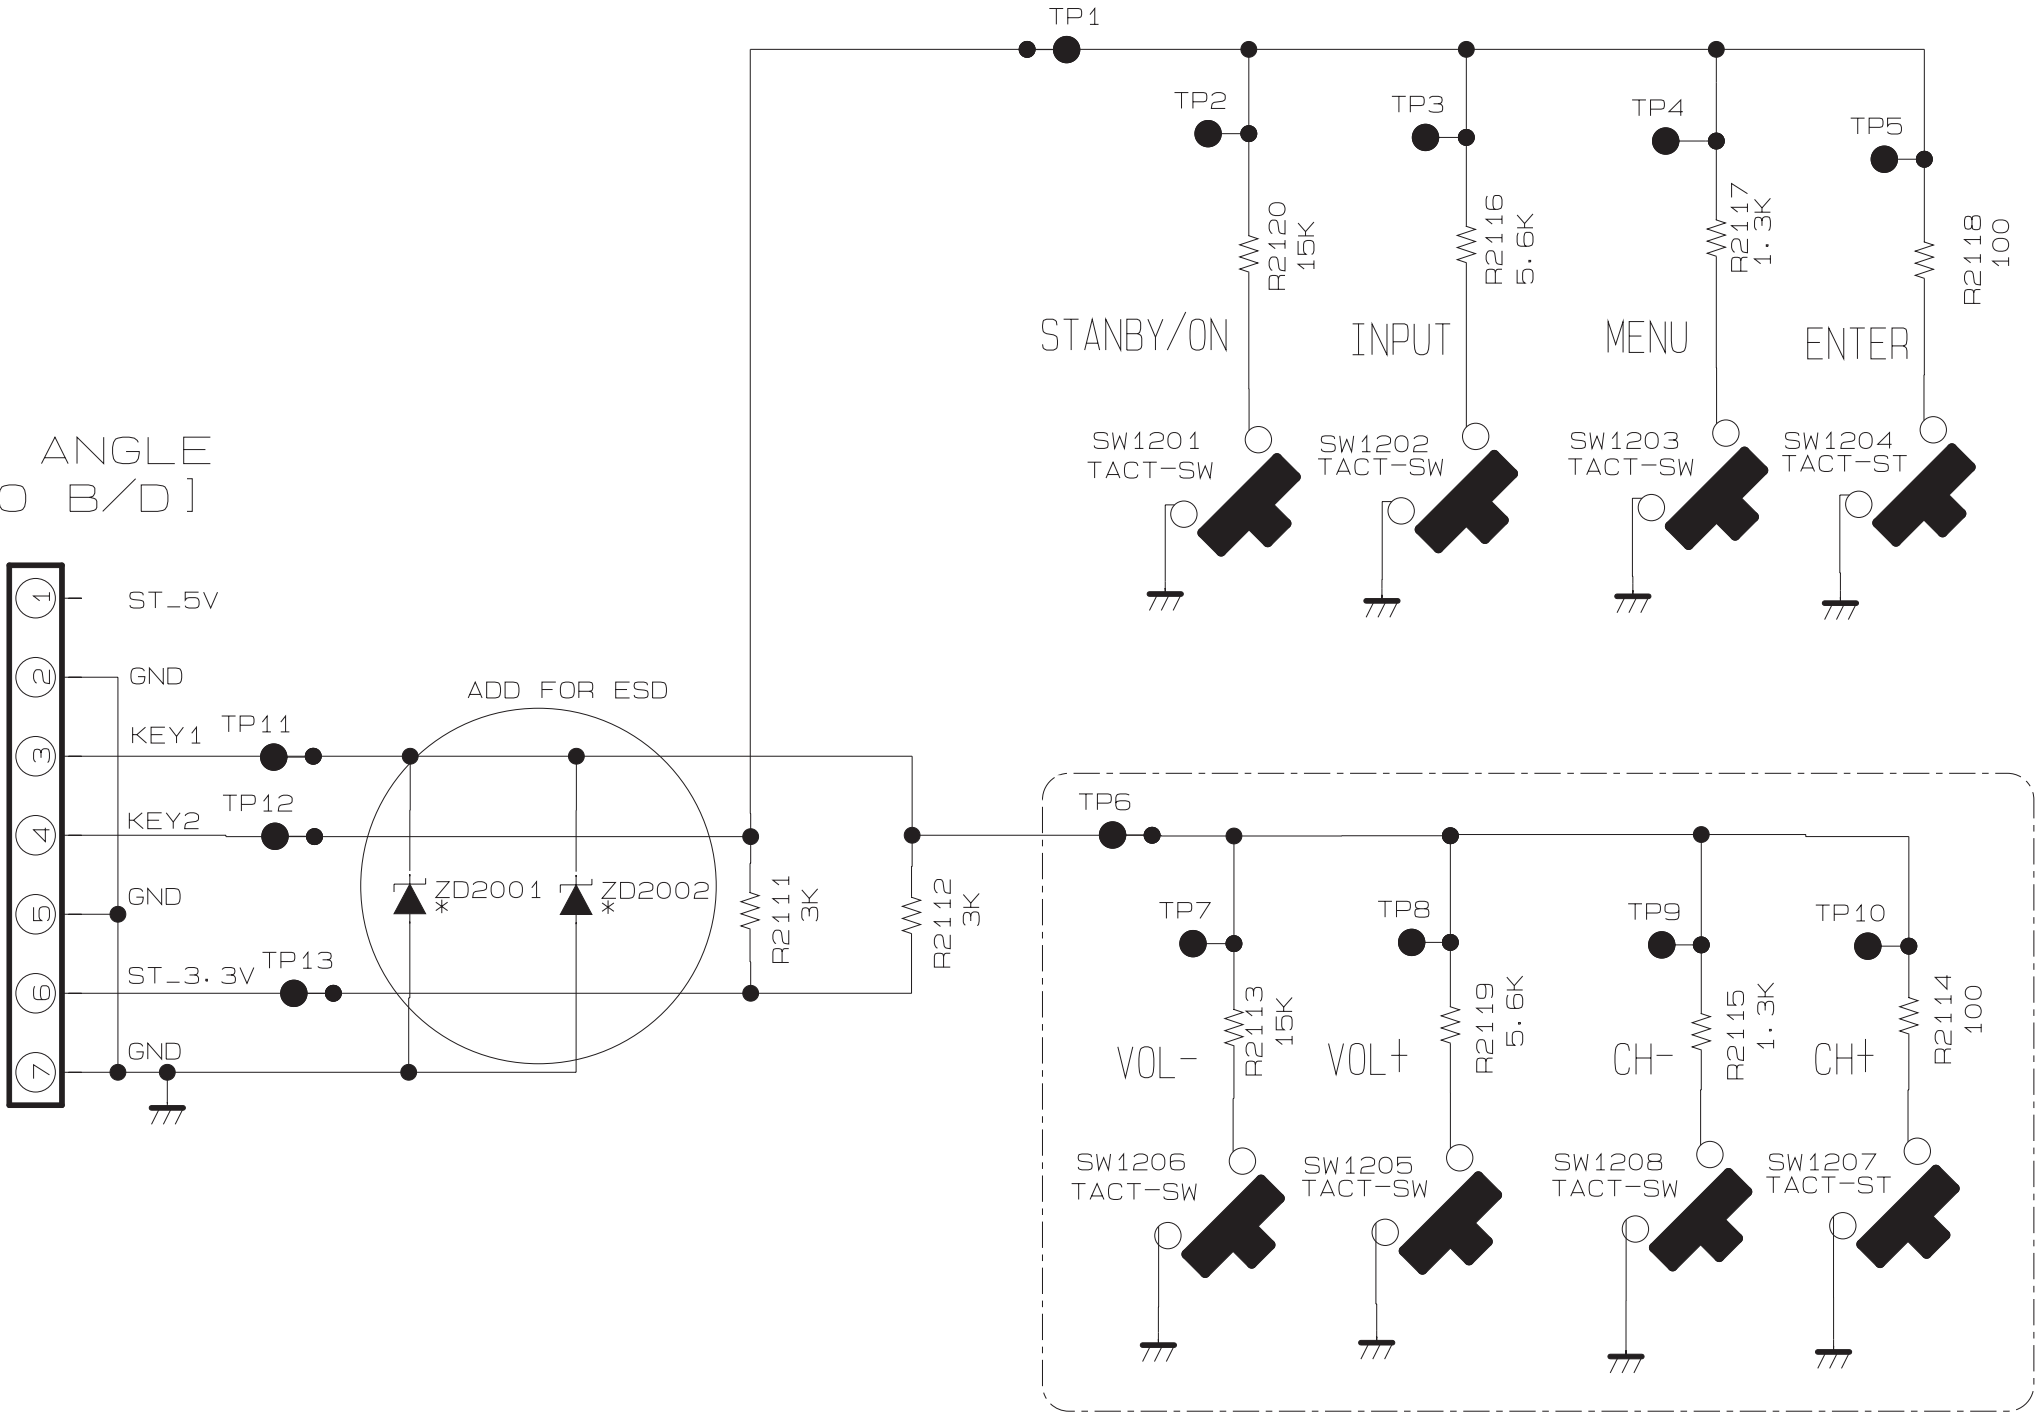 TP1
TP2
TP3
TP4
TP5
R2120
15K
R2116
5.6K
R2117
1.3K
R2118
100
STANBY/ON
INPUT
MENU
ENTER
SW1201
TACT-SW
SW1202
TACT-SW
SW1203
TACT-SW
SW1204
TACT-ST
ANGLE
O B/D]
1
ST_5V
2
GND
ADD FOR ESD
3
KEY1
TP11
4
KEY2
TP12
5
GND
ZD2001
*
ZD2002
*
R2111
3K
R2112
3K
6
ST_3.3V
TP13
7
GND
TP6
TP7
TP8
TP9
TP10
R2113
15K
R2119
5.6K
R2115
1.3K
R2114
100
VOL-
VOL+
CH-
CH+
SW1206
TACT-SW
SW1205
TACT-SW
SW1208
TACT-SW
SW1207
TACT-ST